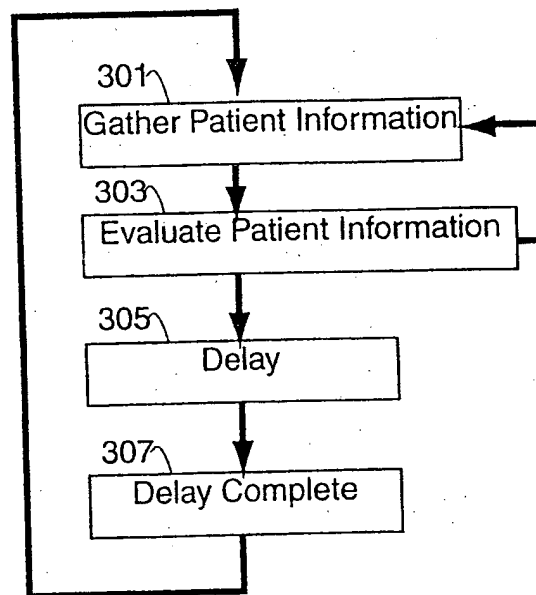 301
Gather Patient Information
303
Evaluate Patient Information
305
Delay
307
Delay Complete